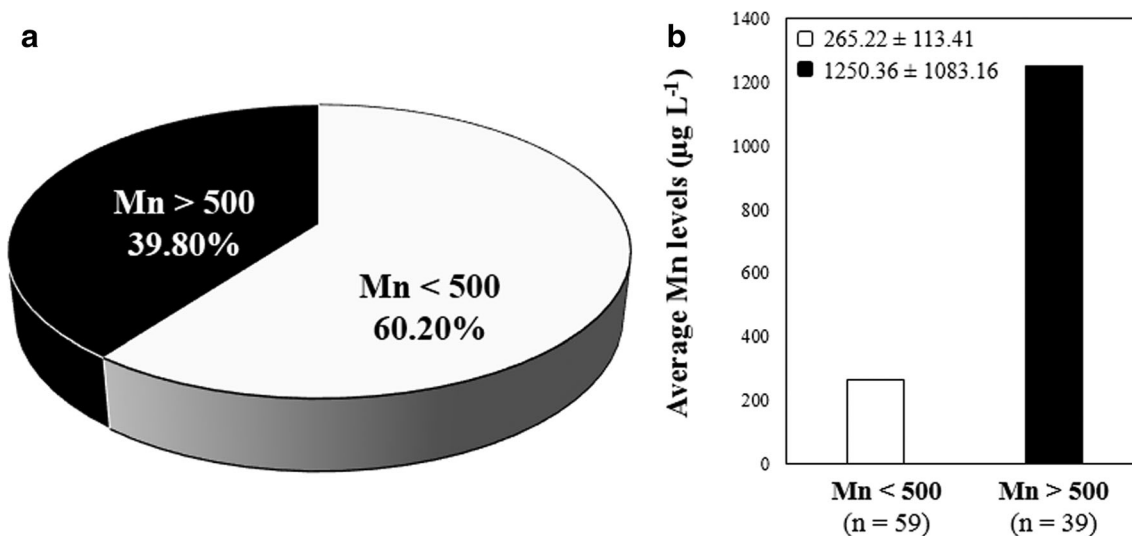 a
Mn > 500
39.80%
Mn < 500
60.20%
b
Average Mn levels (µg L⁻¹)
1400
1200
1000
800
600
400
200
0
265.22 ± 113.41
1250.36 ± 1083.16
Mn < 500
(n = 59)
Mn > 500
(n = 39)